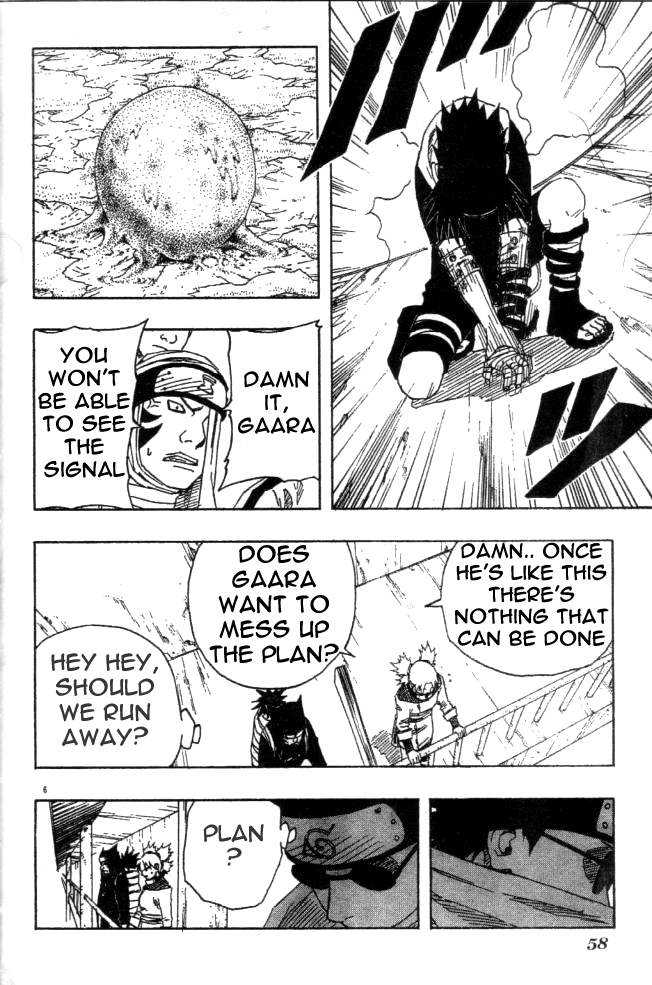 DAMN
IT,
GAARA
YOU
WON'T
BE ABLE
TO SEE
THE
SIGNAL
DAMN.. ONCE
HE'S LIKE THIS
THERE'S
NOTHING THAT
CAN BE DONE
DOES
GAARA
WANT TO
MESS UP
THE PLAN?
HEY HEY,
SHOULD
WE RUN
AWAY?
6
PLAN
?
58